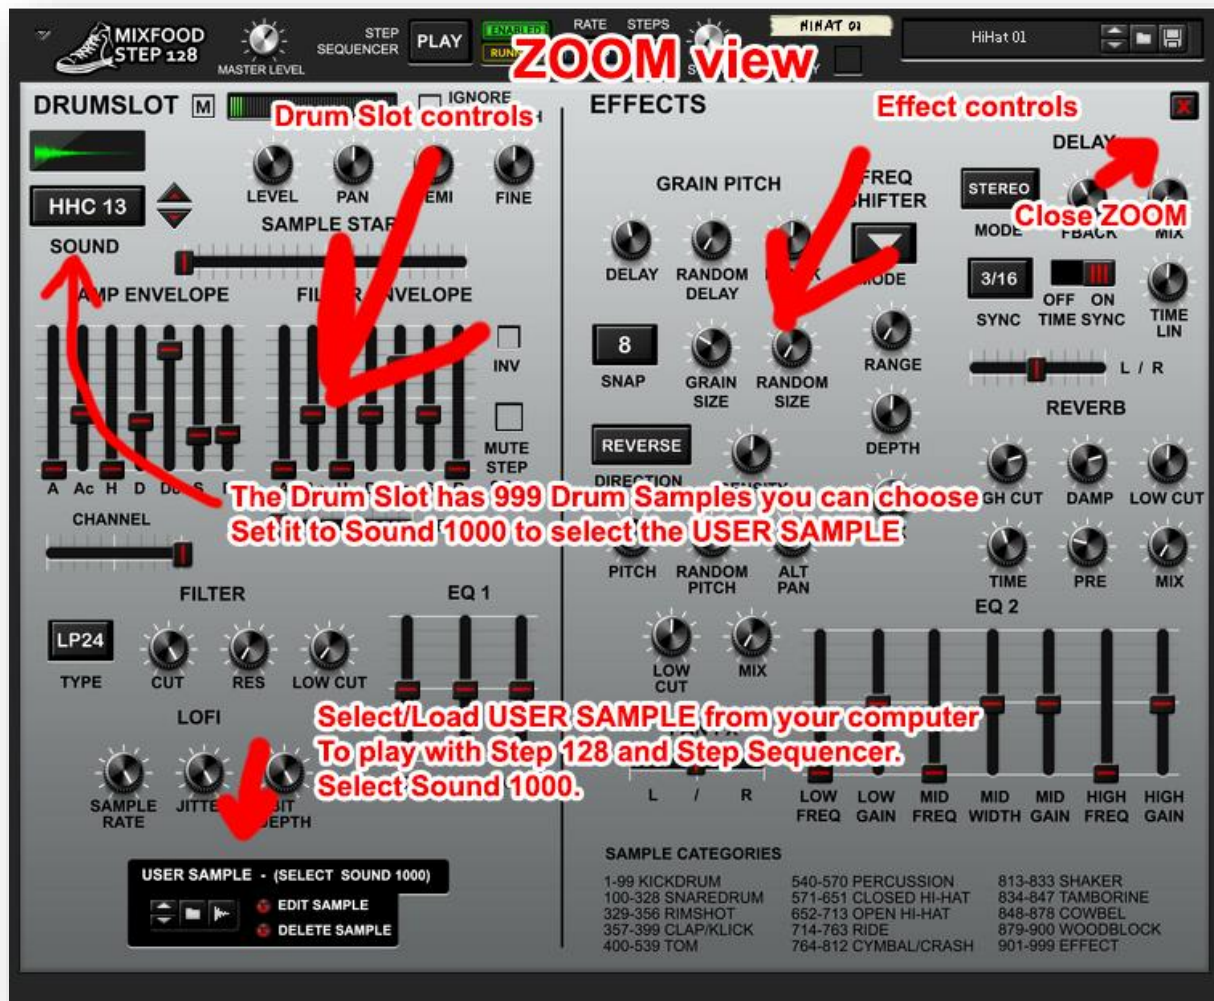 MIXFOOD
STEP 128
MASTER LEVEL
STEP
SEQUENCER
PLAY
ENABLED
RATE
STEPS
HIHAT 01
HiHat 01
ZOOM view
DRUMSLOT
M
IGNORE
Drum Slot controls
LEVEL
PAN
FINE
HHC 13
SOUND
AMP ENVELOPE
INV
MUTE
STEP
A
Ac
H
D
CHANNEL
FILTER
LP24
TYPE
CUT
RES
LOW CUT
EQ 1
LOFI
SAMPLE
RATE
USER SAMPLE - (SELECT SOUND 1000)
EDIT SAMPLE
DELETE SAMPLE
EFFECTS
Effect controls
X
DELAY
Close ZOOM
GRAIN PITCH
FREQ
SHIFTER
STEREO
MODE
FBACK
MIX
DELAY
RANDOM
DELAY
MODE
3/16
SYNC
OFF ON
TIME SYNC
TIME
LIN
8
SNAP
GRAIN
SIZE
RANDOM
SIZE
RANGE
L / R
REVERSE
DIRECTION
DEPTH
REVERB
The Drum Slot has 999 Drum Samples you can choose
Set it to Sound 1000 to select the USER SAMPLE
DAMP
LOW CUT
PITCH
RANDOM
PITCH
ALT
PAN
TIME
PRE
MIX
LOW
CUT
MIX
EQ 2
Select/Load USER SAMPLE from your computer
To play with Step 128 and Step Sequencer.
Select Sound 1000.
L / R
LOW
FREQ
LOW
GAIN
MID
FREQ
MID
WIDTH
MID
GAIN
HIGH
FREQ
HIGH
GAIN
SAMPLE CATEGORIES
1-99 KICKDRUM
100-328 SNAREDRUM
329-356 RIMSHOT
357-399 CLAP/KLICK
400-539 TOM
540-570 PERCUSSION
571-651 CLOSED HI-HAT
652-713 OPEN HI-HAT
714-763 RIDE
764-812 CYMBAL/CRASH
813-833 SHAKER
834-847 TAMBORINE
848-878 COWBEL
879-900 WOODBLOCK
901-999 EFFECT